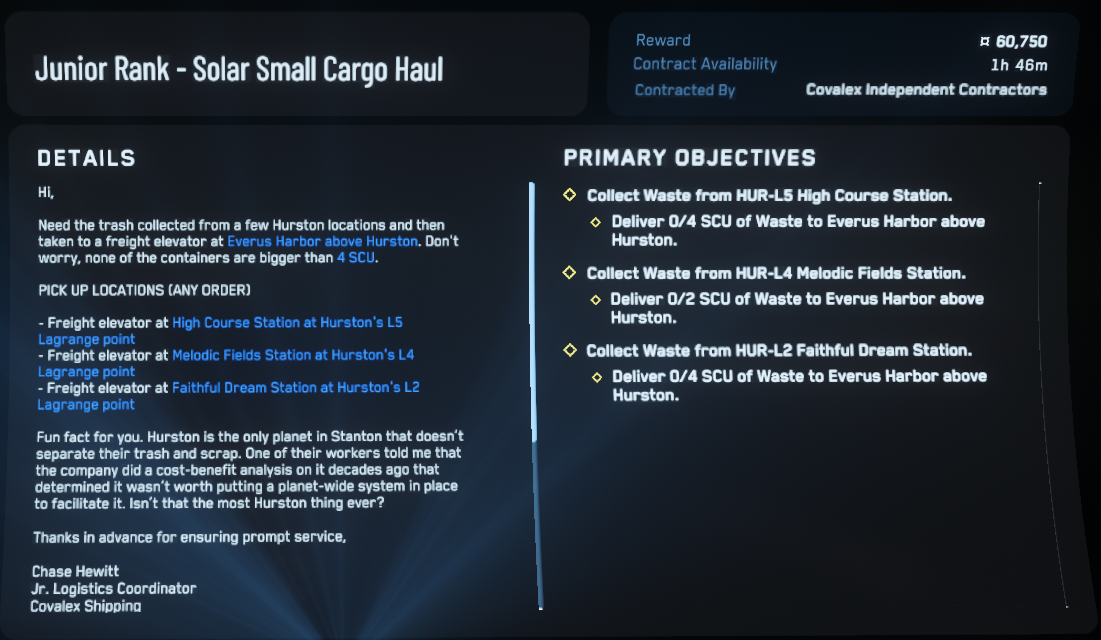 Junior Rank - Solar Small Cargo Haul
Reward
¤ 60,750
Contract Availability
1h 46m
Contracted By
Covalex Independent Contractors
DETAILS
Hi,
Need the trash collected from a few Hurston locations and then
taken to a freight elevator at Everus Harbor above Hurston. Don't
worry, none of the containers are bigger than 4 SCU.
PICK UP LOCATIONS (ANY ORDER)
- Freight elevator at High Course Station at Hurston's L5
Lagrange point
- Freight elevator at Melodic Fields Station at Hurston's L4
Lagrange point
- Freight elevator at Faithful Dream Station at Hurston's L2
Lagrange point
Fun fact for you. Hurston is the only planet in Stanton that doesn't
separate their trash and scrap. One of their workers told me that
the company did a cost-benefit analysis on it decades ago that
determined it wasn't worth putting a planet-wide system in place
to facilitate it. Isn't that the most Hurston thing ever?
Thanks in advance for ensuring prompt service,
Chase Hewitt
Jr. Logistics Coordinator
Covalex Shipping
PRIMARY OBJECTIVES
Collect Waste from HUR-L5 High Course Station.
Deliver 0/4 SCU of Waste to Everus Harbor above
Hurston.
Collect Waste from HUR-L4 Melodic Fields Station.
Deliver 0/2 SCU of Waste to Everus Harbor above
Hurston.
Collect Waste from HUR-L2 Faithful Dream Station.
Deliver 0/4 SCU of Waste to Everus Harbor above
Hurston.